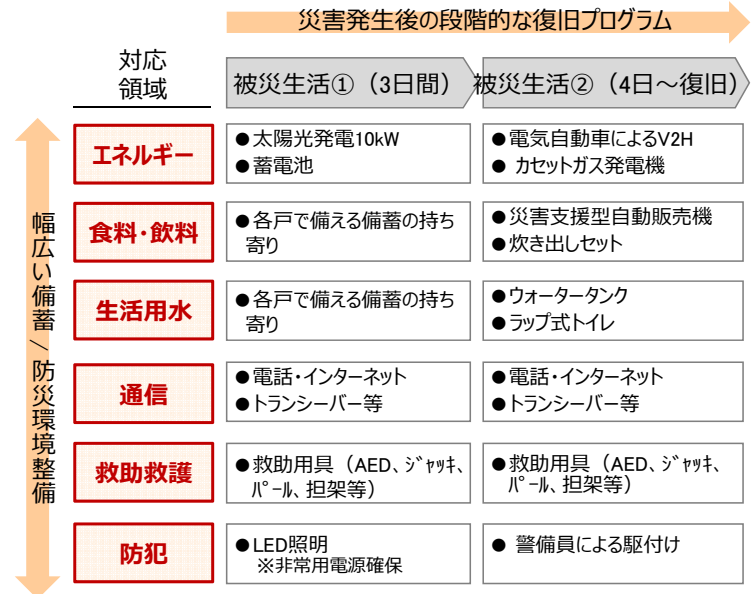 災害発生後の段階的な復旧プログラム
対応
領域
被災生活①（3日間）
被災生活②（4日～復旧）
幅広い備蓄／防災環境整備
エネルギー
●太陽光発電10kW
●蓄電池
●電気自動車によるV2H
● カセットガス発電機
食料・飲料
●各戸で備える備蓄の持ち
寄り
●災害支援型自動販売機
●炊き出しセット
生活用水
●各戸で備える備蓄の持ち
寄り
●ウォータータンク
●ラップ式トイレ
通信
●電話・インターネット
●トランシーバー等
●電話・インターネット
●トランシーバー等
救助救護
●救助用具（AED、ｼﾞｬｯｷ、
ﾊﾟｰﾙ、担架等）
●救助用具（AED、ｼﾞｬｯｷ、
ﾊﾟｰﾙ、担架等）
防犯
●LED照明
※非常用電源確保
● 警備員による駆付け